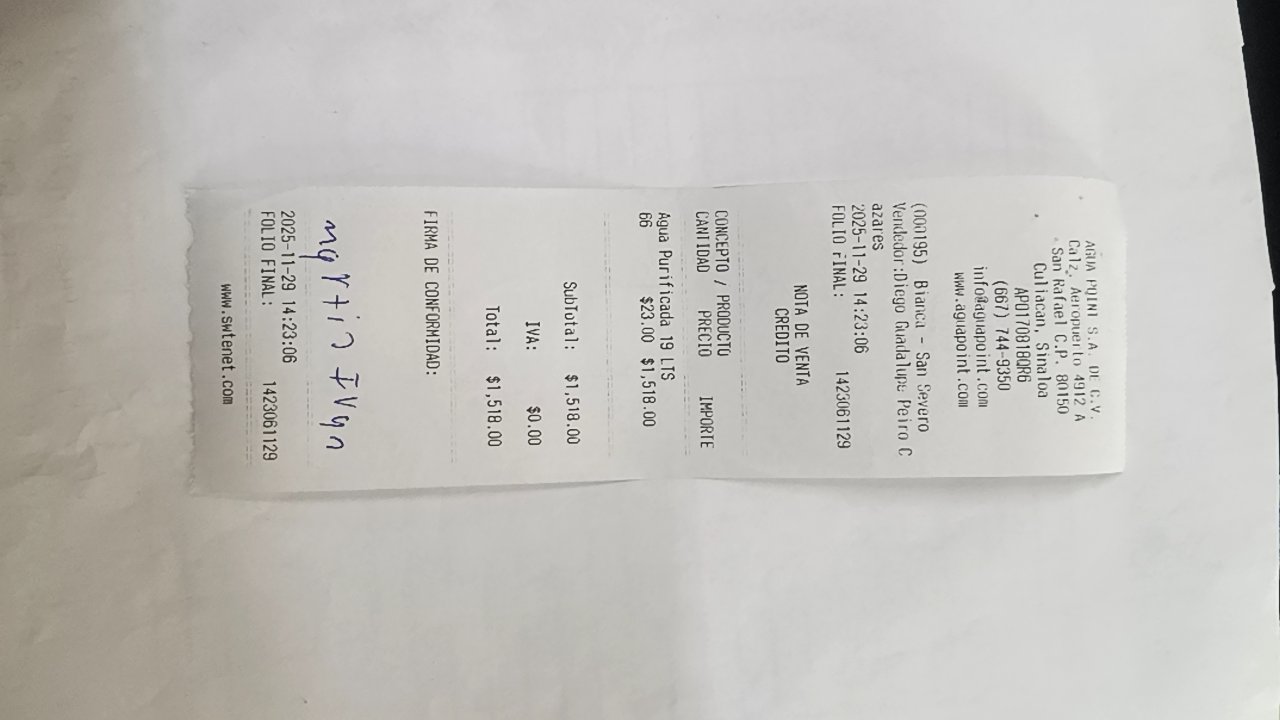 AGUA POINT S.A. DE C.V.
Calz. Aeropuerto 4912 A
San Rafael C.P. 80150
Culiacan, Sinaloa
APO170818QR6
(667) 744-9350
info@aguapoint.com
www.aguapoint.com
(000195) Bianca - San Severo
Vendedor:Diego Guadalupe Peiro C
azares
2025-11-29 14:23:06
FOLIO FINAL: 1423061129
NOTA DE VENTA
CREDITO
CONCEPTO / PRODUCTO
CANTIDAD PRECIO IMPORTE
Agua Purificada 19 LTS
66 $23.00 $1,518.00
SubTotal: $1,518.00
IVA: $0.00
Total: $1,518.00
FIRMA DE CONFORMIDAD:
martin Ivan
2025-11-29 14:23:06
FOLIO FINAL: 1423061129
www.swtenet.com